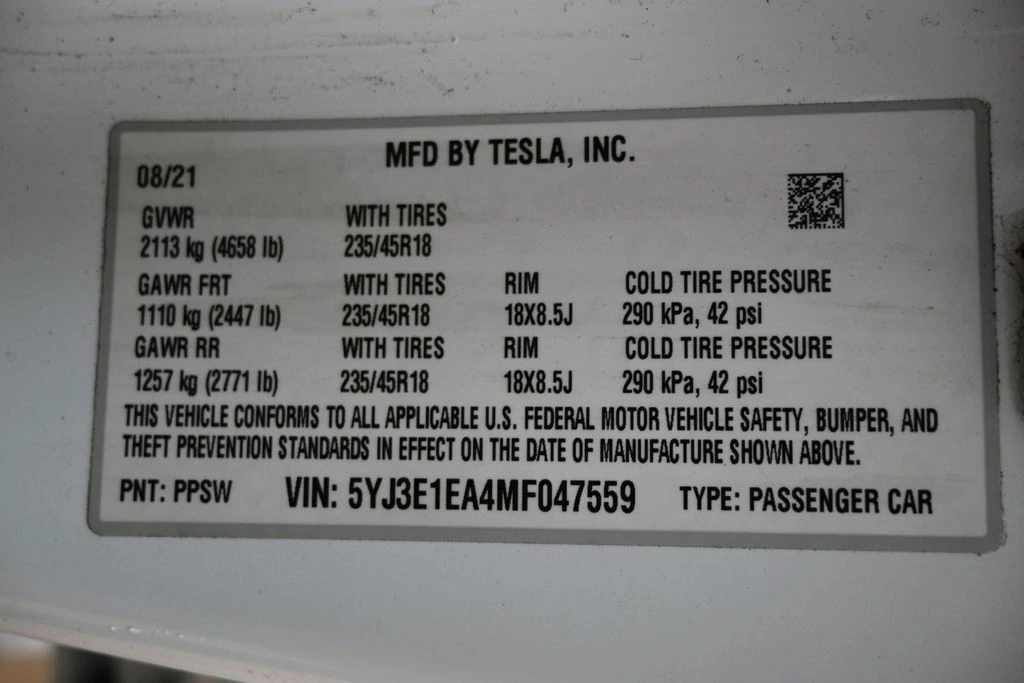 MFD BY TESLA, INC.
08/21
GVWR WITH TIRES
2113 kg (4658 lb) 235/45R18
GAWR FRT WITH TIRES RIM COLD TIRE PRESSURE
1110 kg (2447 lb) 235/45R18 18X8.5J 290 kPa, 42 psi
GAWR RR WITH TIRES RIM COLD TIRE PRESSURE
1257 kg (2771 lb) 235/45R18 18X8.5J 290 kPa, 42 psi
THIS VEHICLE CONFORMS TO ALL APPLICABLE U.S. FEDERAL MOTOR VEHICLE SAFETY, BUMPER, AND
THEFT PREVENTION STANDARDS IN EFFECT ON THE DATE OF MANUFACTURE SHOWN ABOVE.
PNT: PPSW VIN: 5YJ3E1EA4MF047559 TYPE: PASSENGER CAR